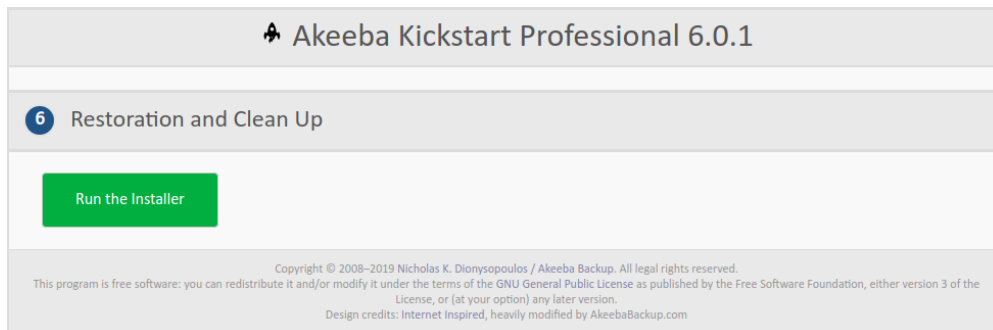 Akeeba Kickstart Professional 6.0.1
6 Restoration and Clean Up
Run the Installer
Copyright © 2008–2019 Nicholas K. Dionysopoulos / Akeeba Backup. All legal rights reserved.
This program is free software: you can redistribute it and/or modify it under the terms of the GNU General Public License as published by the Free Software Foundation, either version 3 of the
License, or (at your option) any later version.
Design credits: Internet Inspired, heavily modified by AkeebaBackup.com